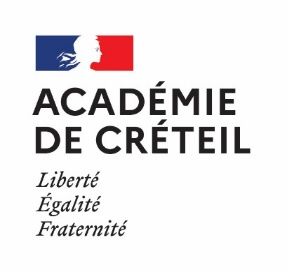 ACADÉMIE
DE CRÉTEIL
Liberté
Égalité
Fraternité